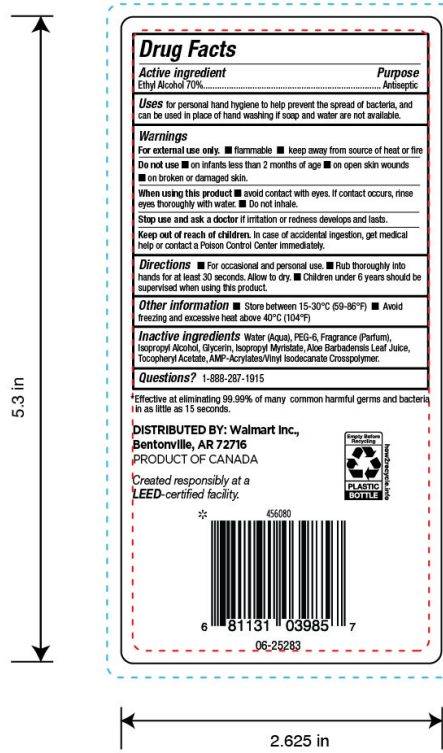 Drug Facts
Active ingredient Purpose
Ethyl Alcohol 70%.......................................................... Antiseptic
Uses for personal hand hygiene to help prevent the spread of bacteria, and
can be used in place of hand washing if soap and water are not available.
Warnings
For external use only. ■ flammable ■ keep away from source of heat or fire
Do not use ■ on infants less than 2 months of age ■ on open skin wounds
■ on broken or damaged skin.
When using this product ■ avoid contact with eyes. If contact occurs, rinse
eyes thoroughly with water. ■ Do not inhale.
Stop use and ask a doctor if irritation or redness develops and lasts.
Keep out of reach of children. In case of accidental ingestion, get medical
help or contact a Poison Control Center immediately.
Directions ■ For occasional and personal use. ■ Rub thoroughly into
hands for at least 30 seconds. Allow to dry. ■ Children under 6 years should be
supervised when using this product.
Other information ■ Store between 15-30°C (59-86°F) ■ Avoid
freezing and excessive heat above 40°C (104°F)
Inactive ingredients Water (Aqua), PEG-6, Fragrance (Parfum),
Isopropyl Alcohol, Glycerin, Isopropyl Myristate, Aloe Barbadensis Leaf Juice,
Tocopheryl Acetate, AMP-Acrylates/Vinyl Isodecanate Crosspolymer.
Questions? 1-888-287-1915
*Effective at eliminating 99.99% of many common harmful germs and bacteria
in as little as 15 seconds.
DISTRIBUTED BY: Walmart Inc.,
Bentonville, AR 72716
PRODUCT OF CANADA
Created responsibly at a
LEED-certified facility.
Empty Before
Recycling
PLASTIC
BOTTLE
how2recycle.info
*
456080
6 81131 03985 7
06-25283
5.3 in
2.625 in